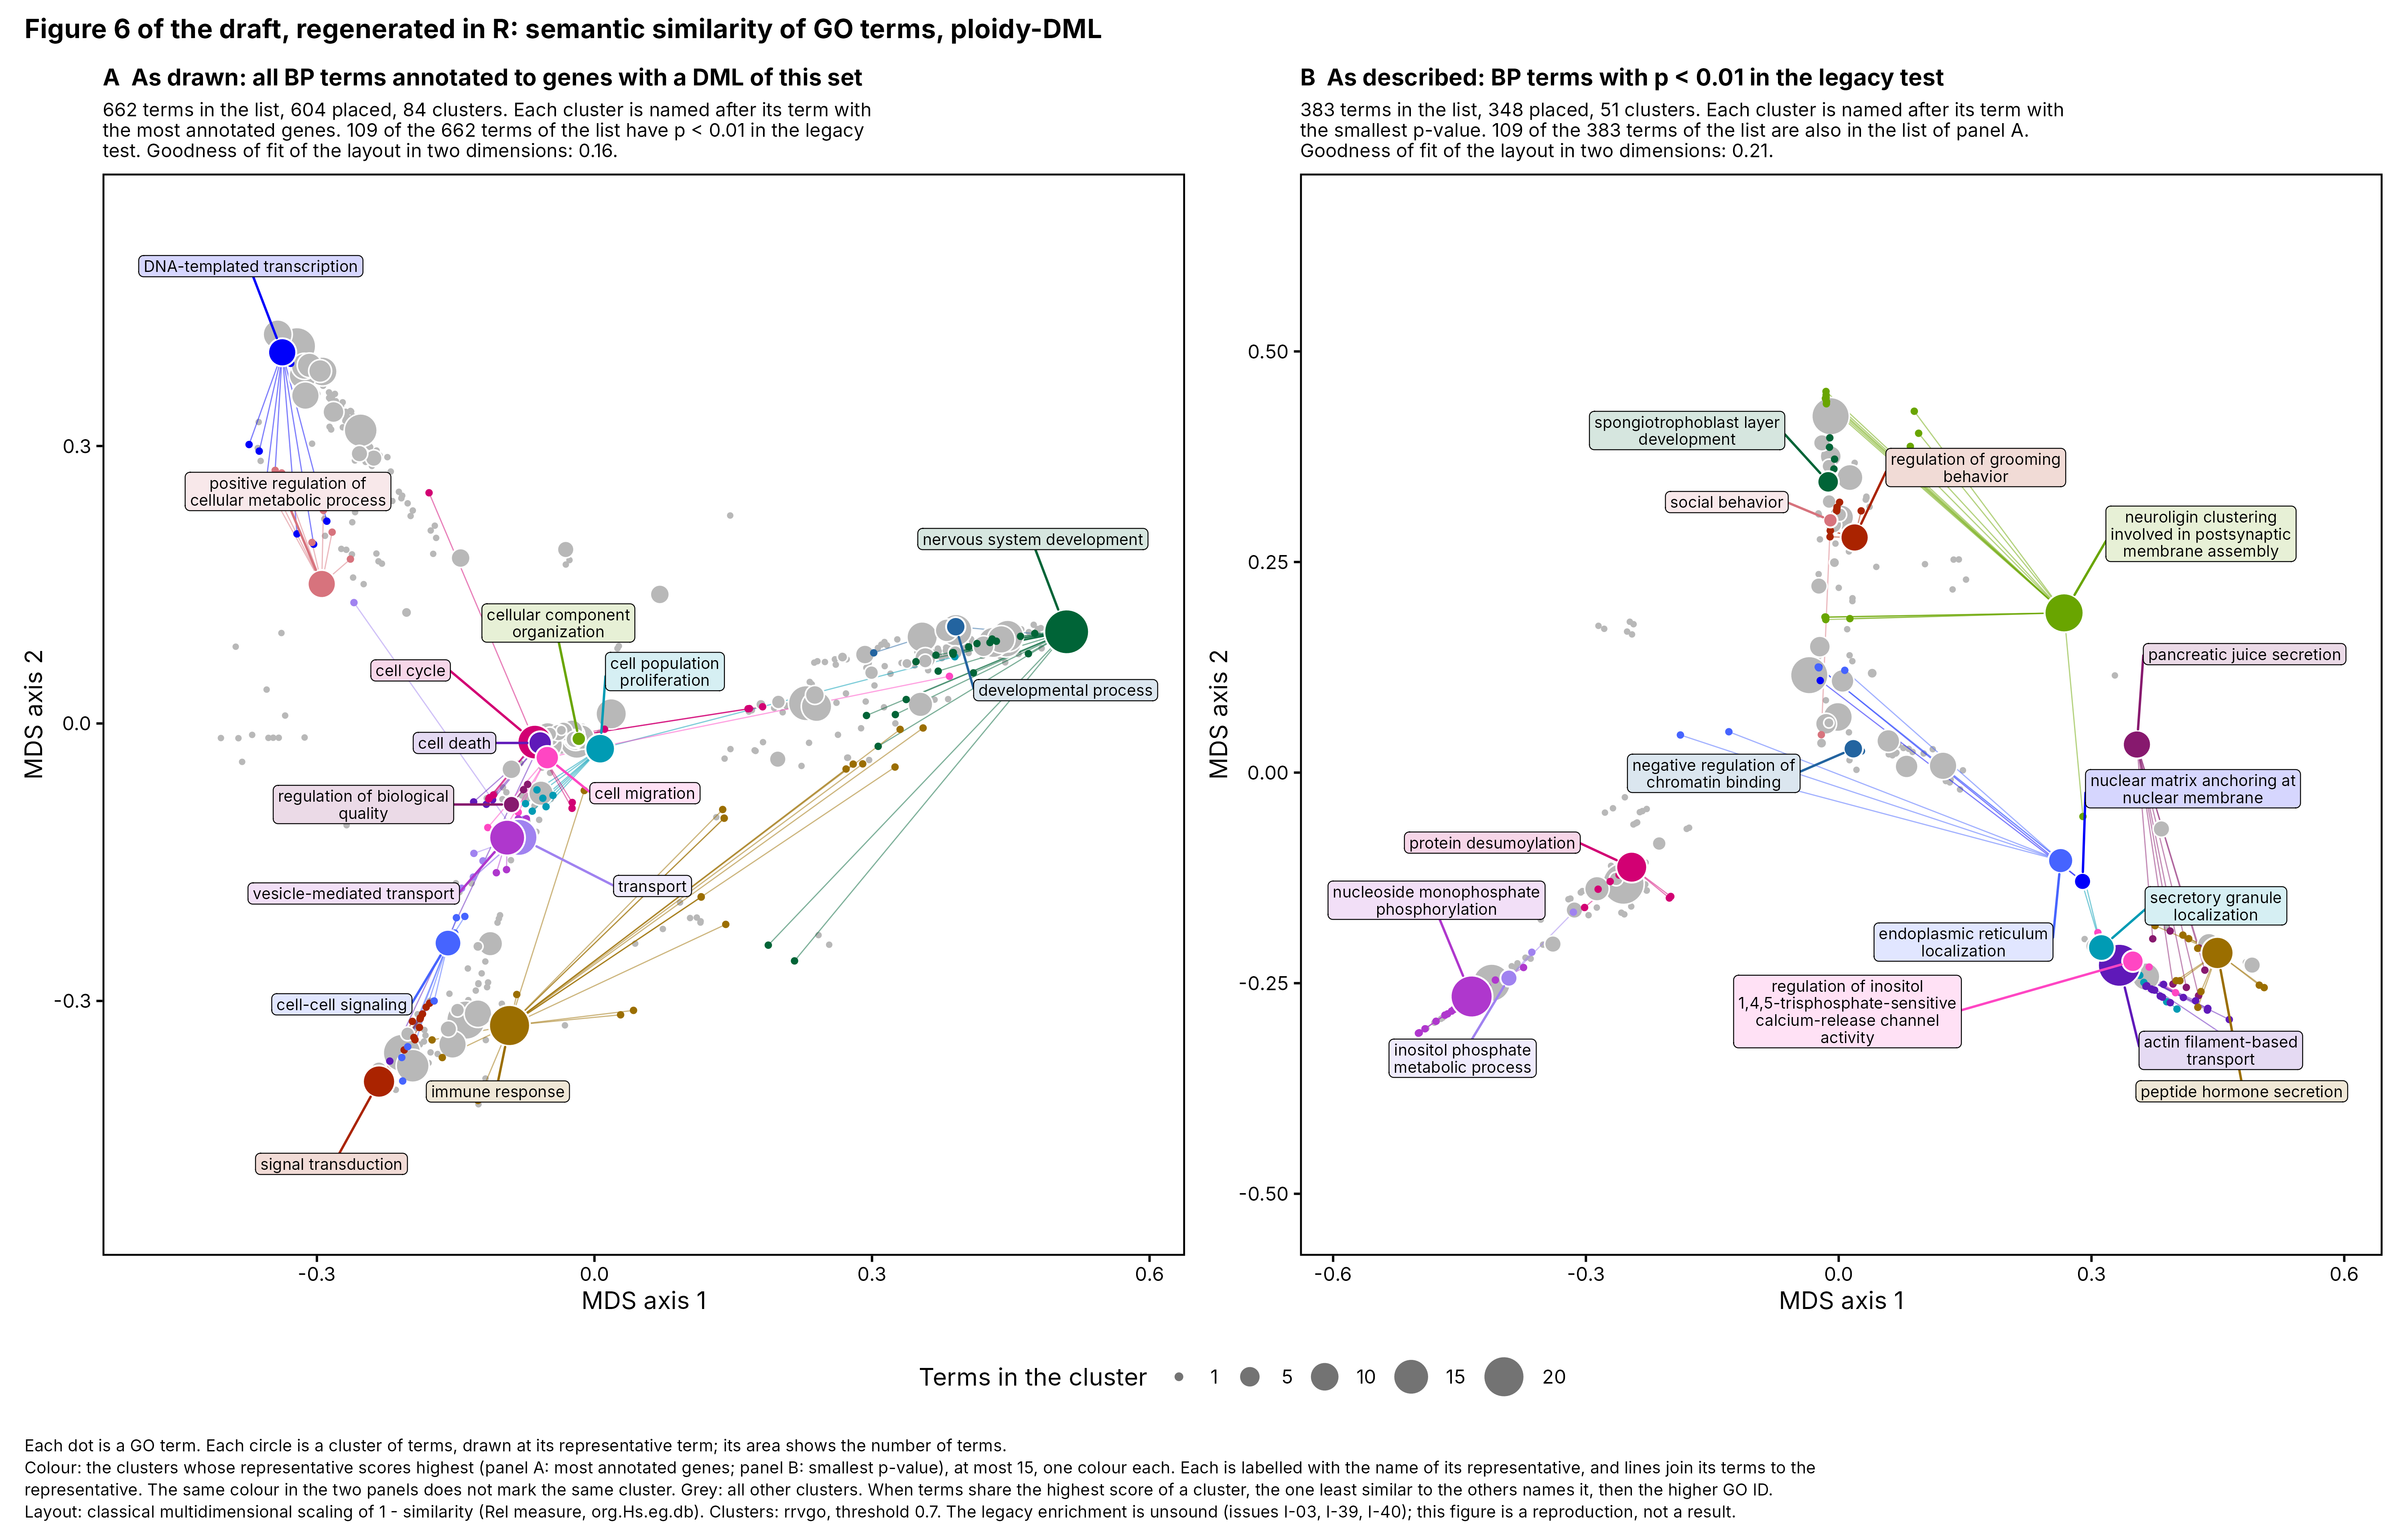 Figure 6 of the draft, regenerated in R: semantic similarity of GO terms, ploidy-DML
A  As drawn: all BP terms annotated to genes with a DML of this set
662 terms in the list, 604 placed, 84 clusters. Each cluster is named after its term with
the most annotated genes. 109 of the 662 terms of the list have p < 0.01 in the legacy
test. Goodness of fit of the layout in two dimensions: 0.16.
DNA-templated transcription
positive regulation of
cellular metabolic process
nervous system development
cellular component
organization
cell population
proliferation
cell cycle
developmental process
cell death
cell migration
regulation of biological
quality
vesicle-mediated transport
transport
cell-cell signaling
immune response
signal transduction
0.3
0.0
-0.3
MDS axis 2
-0.3
0.0
0.3
0.6
MDS axis 1
B  As described: BP terms with p < 0.01 in the legacy test
383 terms in the list, 348 placed, 51 clusters. Each cluster is named after its term with
the smallest p-value. 109 of the 383 terms of the list are also in the list of panel A.
Goodness of fit of the layout in two dimensions: 0.21.
spongiotrophoblast layer
development
regulation of grooming
behavior
social behavior
neuroligin clustering
involved in postsynaptic
membrane assembly
pancreatic juice secretion
negative regulation of
chromatin binding
nuclear matrix anchoring at
nuclear membrane
protein desumoylation
nucleoside monophosphate
phosphorylation
secretory granule
localization
endoplasmic reticulum
localization
regulation of inositol
1,4,5-trisphosphate-sensitive
calcium-release channel
activity
inositol phosphate
metabolic process
actin filament-based
transport
peptide hormone secretion
0.50
0.25
0.00
-0.25
-0.50
MDS axis 2
-0.6
-0.3
0.0
0.3
0.6
MDS axis 1
Terms in the cluster 1 5 10 15 20
Each dot is a GO term. Each circle is a cluster of terms, drawn at its representative term; its area shows the number of terms.
Colour: the clusters whose representative scores highest (panel A: most annotated genes; panel B: smallest p-value), at most 15, one colour each. Each is labelled with the name of its representative, and lines join its terms to the
representative. The same colour in the two panels does not mark the same cluster. Grey: all other clusters. When terms share the highest score of a cluster, the one least similar to the others names it, then the higher GO ID.
Layout: classical multidimensional scaling of 1 - similarity (Rel measure, org.Hs.eg.db). Clusters: rrvgo, threshold 0.7. The legacy enrichment is unsound (issues I-03, I-39, I-40); this figure is a reproduction, not a result.